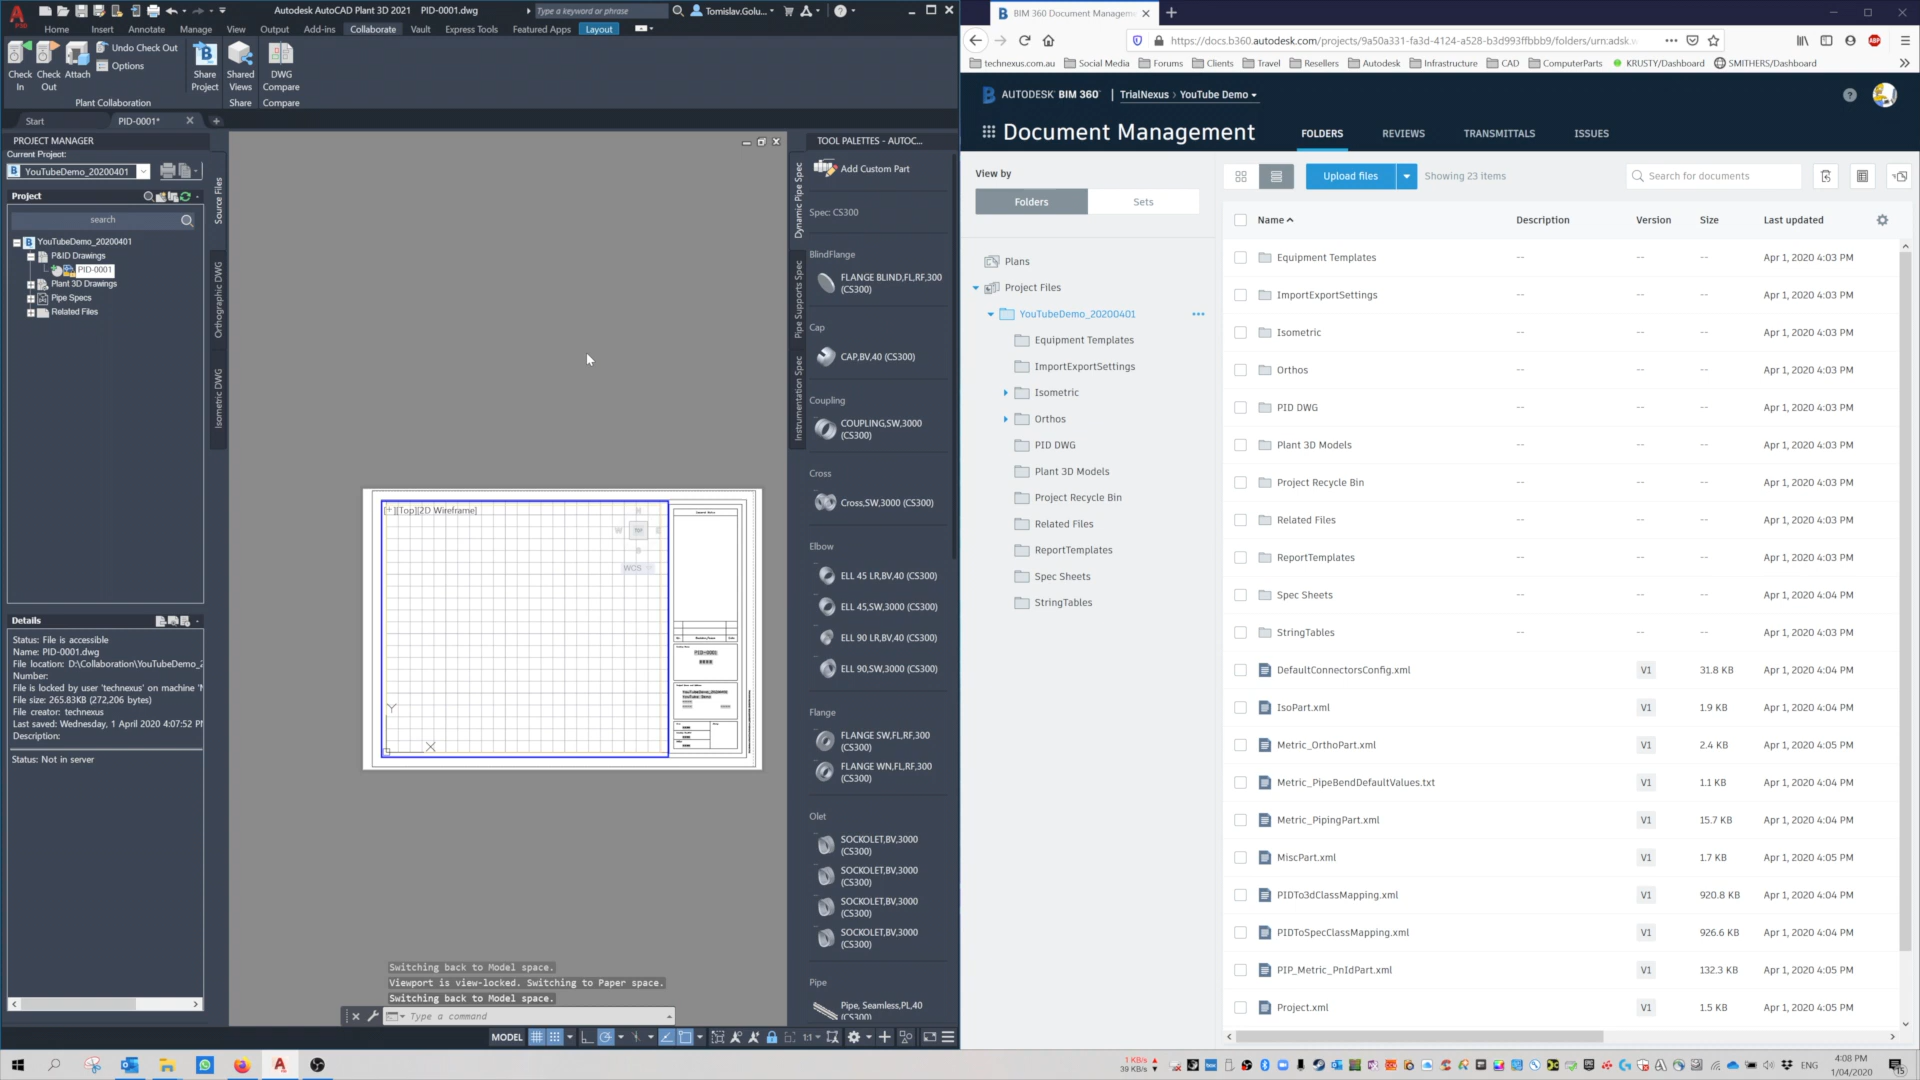 Autodesk AutoCAD Plant 3D 2021 PID-0001.dwg
Type a keyword or phrase
Tomislav.Golu...
Home Insert Annotate Manage View Output Add-ins Collaborate Vault Express Tools Featured Apps Layout
Check In
Check Out
Attach
Undo Check Out
Options
Share Project
Shared Views
DWG Compare
Plant Collaboration Share Compare
Start PID-0001*
PROJECT MANAGER
Current Project:
YouTubeDemo_20200401
Project
search
YouTubeDemo_20200401
P&ID Drawings
PID-0001
Plant 3D Drawings
Pipe Specs
Related Files
Source Files
Orthographic DWG
Isometric DWG
Details
Status: File is accessible
Name: PID-0001.dwg
File location: D:\Collaboration\YouTubeDemo_2
Number:
File is locked by user 'technexus' on machine '
File size: 265.83KB (272,206 bytes)
File creator: technexus
Last saved: Wednesday, 1 April 2020 4:07:52 P
Description:
Status: Not in server
[+][Top][2D Wireframe]
W
TOP
WCS
PID-0001
Y
X
Switching back to Model space.
Viewport is view-locked. Switching to Paper space.
Switching back to Model space.
Type a command
MODEL
1:1
TOOL PALETTES - AUTOC...
Dynamic Pipe Spec
Pipe Supports Spec
Instrumentation Spec
Add Custom Part
Spec: CS300
BlindFlange
FLANGE BLIND,FL,RF,300 (CS300)
Cap
CAP,BV,40 (CS300)
Coupling
COUPLING,SW,3000 (CS300)
Cross
Cross,SW,3000 (CS300)
Elbow
ELL 45 LR,BV,40 (CS300)
ELL 45,SW,3000 (CS300)
ELL 90 LR,BV,40 (CS300)
ELL 90,SW,3000 (CS300)
Flange
FLANGE SW,FL,RF,300 (CS300)
FLANGE WN,FL,RF,300 (CS300)
Olet
SOCKOLET,BV,3000 (CS300)
SOCKOLET,BV,3000 (CS300)
SOCKOLET,BV,3000 (CS300)
SOCKOLET,BV,3000 (CS300)
Pipe
Pipe, Seamless,PL,40 (CS300)
BIM 360 Document Managem
https://docs.b360.autodesk.com/projects/9a50a331-fa3d-4124-a528-b3d993ffbbb9/folders/urn:adsk.w
ABP
technexus.com.au Social Media Forums Clients Travel Resellers Autodesk Infrastructure CAD ComputerParts KRUSTY/Dashboard SMITHERS/Dashboard
AUTODESK BIM 360 TrialNexus > YouTube Demo
Document Management
FOLDERS REVIEWS TRANSMITTALS ISSUES
View by
Folders Sets
Plans
Project Files
YouTubeDemo_20200401
Equipment Templates
ImportExportSettings
Isometric
Orthos
PID DWG
Plant 3D Models
Project Recycle Bin
Related Files
ReportTemplates
Spec Sheets
StringTables
Upload files Showing 23 items Search for documents
Name Description Version Size Last updated
Equipment Templates -- -- -- Apr 1, 2020 4:03 PM
ImportExportSettings -- -- -- Apr 1, 2020 4:03 PM
Isometric -- -- -- Apr 1, 2020 4:03 PM
Orthos -- -- -- Apr 1, 2020 4:03 PM
PID DWG -- -- -- Apr 1, 2020 4:03 PM
Plant 3D Models -- -- -- Apr 1, 2020 4:03 PM
Project Recycle Bin -- -- -- Apr 1, 2020 4:03 PM
Related Files -- -- -- Apr 1, 2020 4:03 PM
ReportTemplates -- -- -- Apr 1, 2020 4:03 PM
Spec Sheets -- -- -- Apr 1, 2020 4:04 PM
StringTables -- -- -- Apr 1, 2020 4:03 PM
DefaultConnectorsConfig.xml V1 31.8 KB Apr 1, 2020 4:04 PM
IsoPart.xml V1 1.9 KB Apr 1, 2020 4:04 PM
Metric_OrthoPart.xml V1 2.4 KB Apr 1, 2020 4:05 PM
Metric_PipeBendDefaultValues.txt V1 1.1 KB Apr 1, 2020 4:04 PM
Metric_PipingPart.xml V1 15.7 KB Apr 1, 2020 4:04 PM
MiscPart.xml V1 1.7 KB Apr 1, 2020 4:05 PM
PIDTo3dClassMapping.xml V1 920.8 KB Apr 1, 2020 4:04 PM
PIDToSpecClassMapping.xml V1 926.6 KB Apr 1, 2020 4:04 PM
PIP_Metric_PnIdPart.xml V1 132.3 KB Apr 1, 2020 4:05 PM
Project.xml V1 1.5 KB Apr 1, 2020 4:05 PM
1 KB/s
39 KB/s
ENG
4:08 PM
1/04/2020